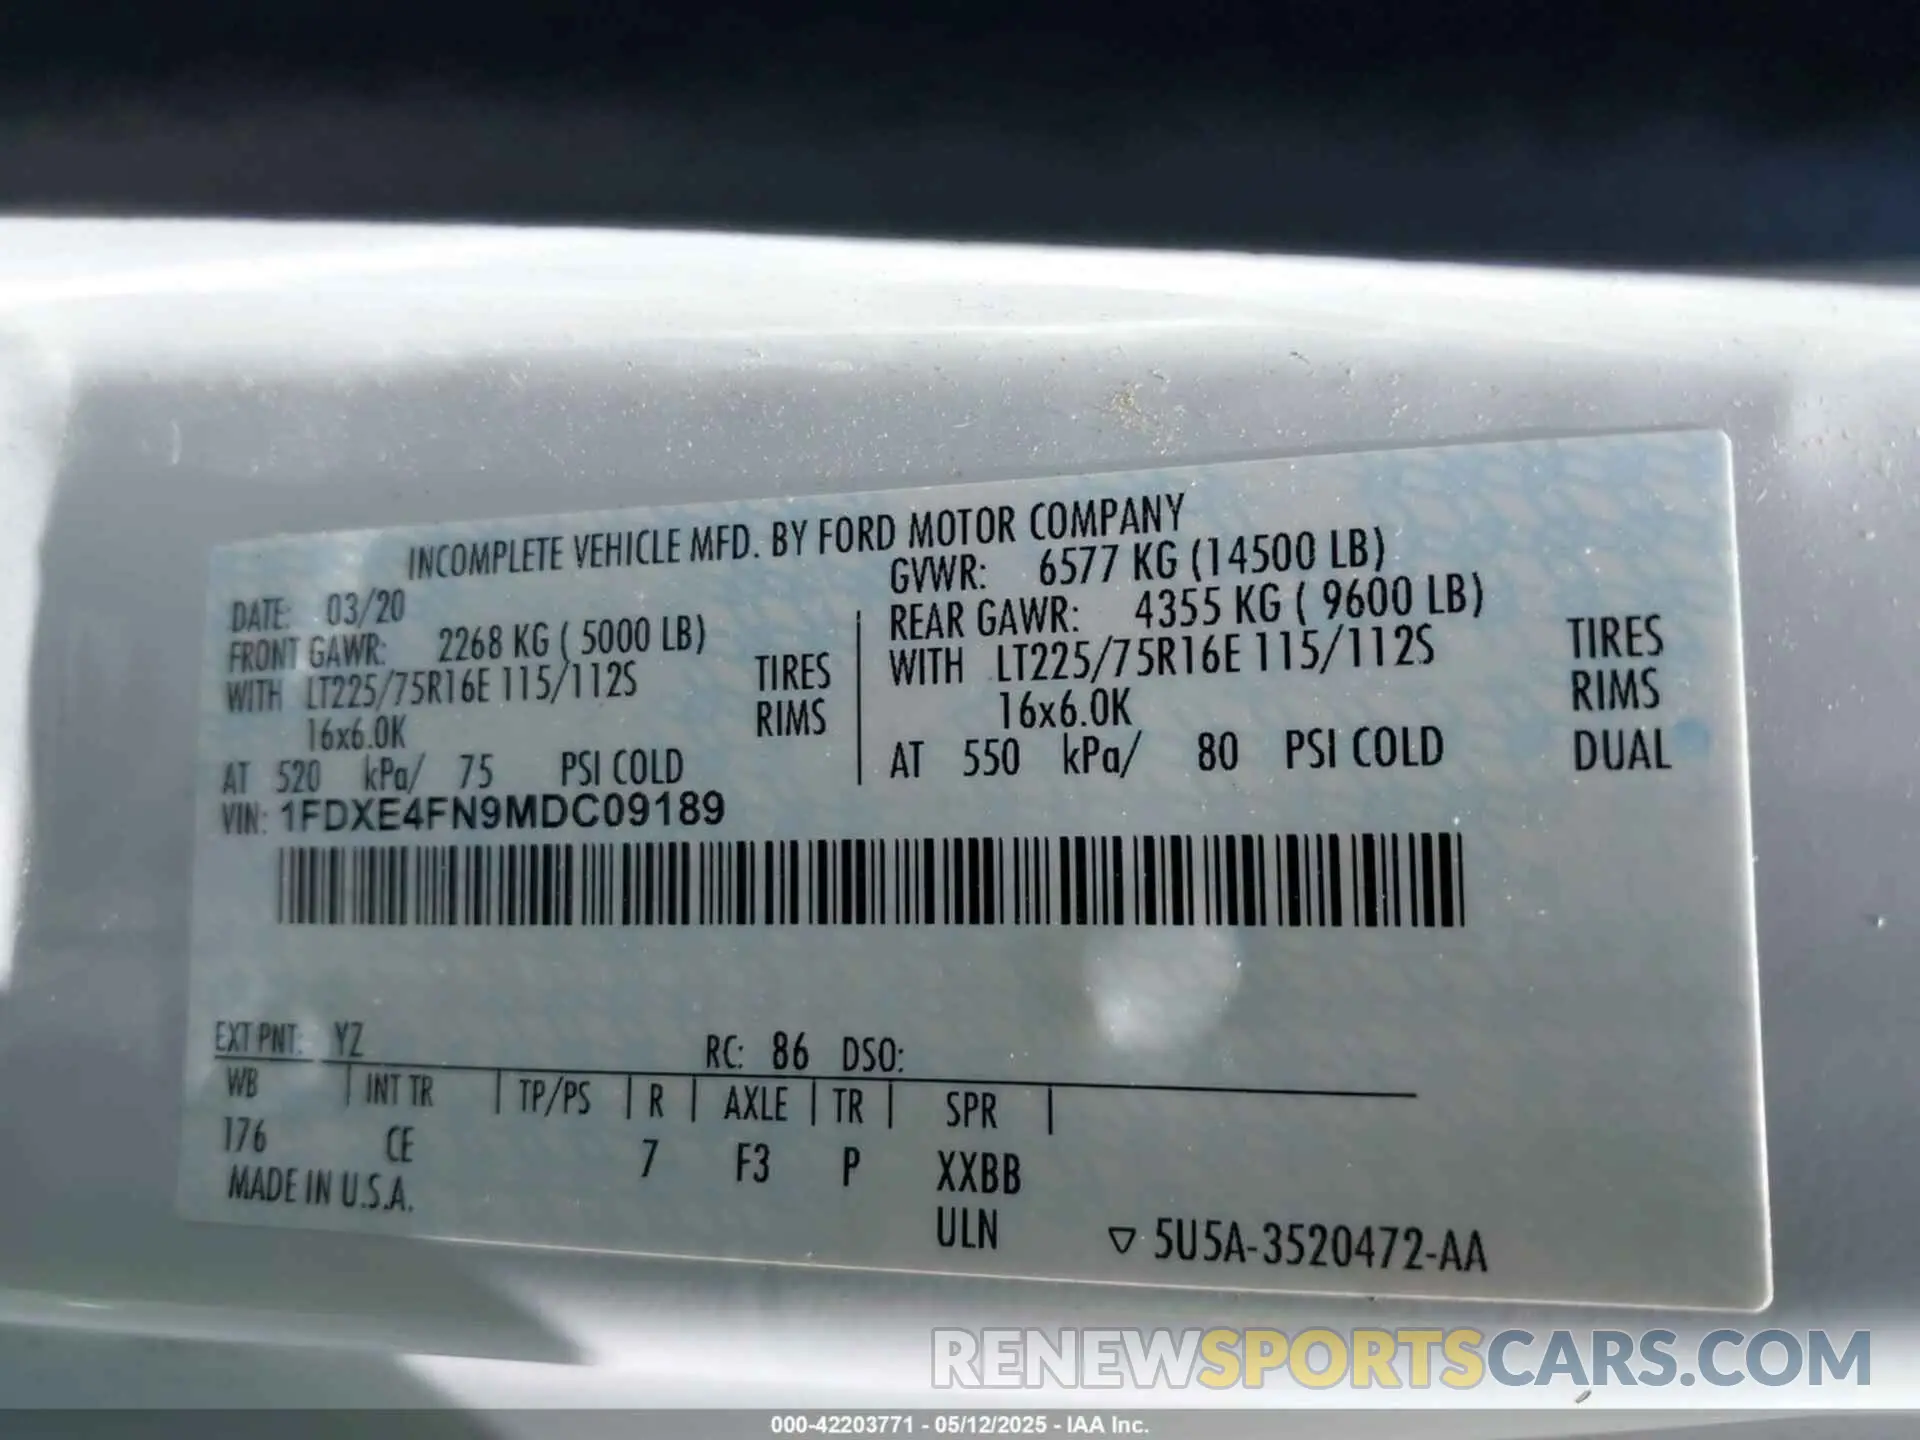 INCOMPLETE VEHICLE MFD. BY FORD MOTOR COMPANY
DATE: 03/20
GVWR: 6577 KG (14500 LB)
FRONT GAWR: 2268 KG ( 5000 LB)
REAR GAWR: 4355 KG ( 9600 LB)
WITH LT225/75R16E 115/112S TIRES
WITH LT225/75R16E 115/112S TIRES
16x6.0K RIMS
16x6.0K RIMS
AT 520 kPa/ 75 PSI COLD
AT 550 kPa/ 80 PSI COLD DUAL
VIN: 1FDXE4FN9MDC09189
EXT PNT: YZ RC: 86 DSO:
WB | INT TR | TP/PS | R | AXLE | TR | SPR |
176 CE 7 F3 P XXBB
MADE IN U.S.A. ULN ▽ 5U5A-3520472-AA
RENEWSPORTSCARS.COM
000-42203771 - 05/12/2025 - IAA Inc.